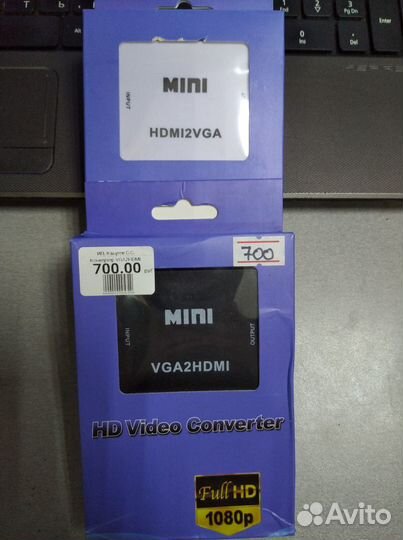 MINI
INPUT
HDMI2VGA
700.00
700
MINI
INPUT
OUTPUT
VGA2HDMI
HD Video Converter
Full HD
1080p
Avito